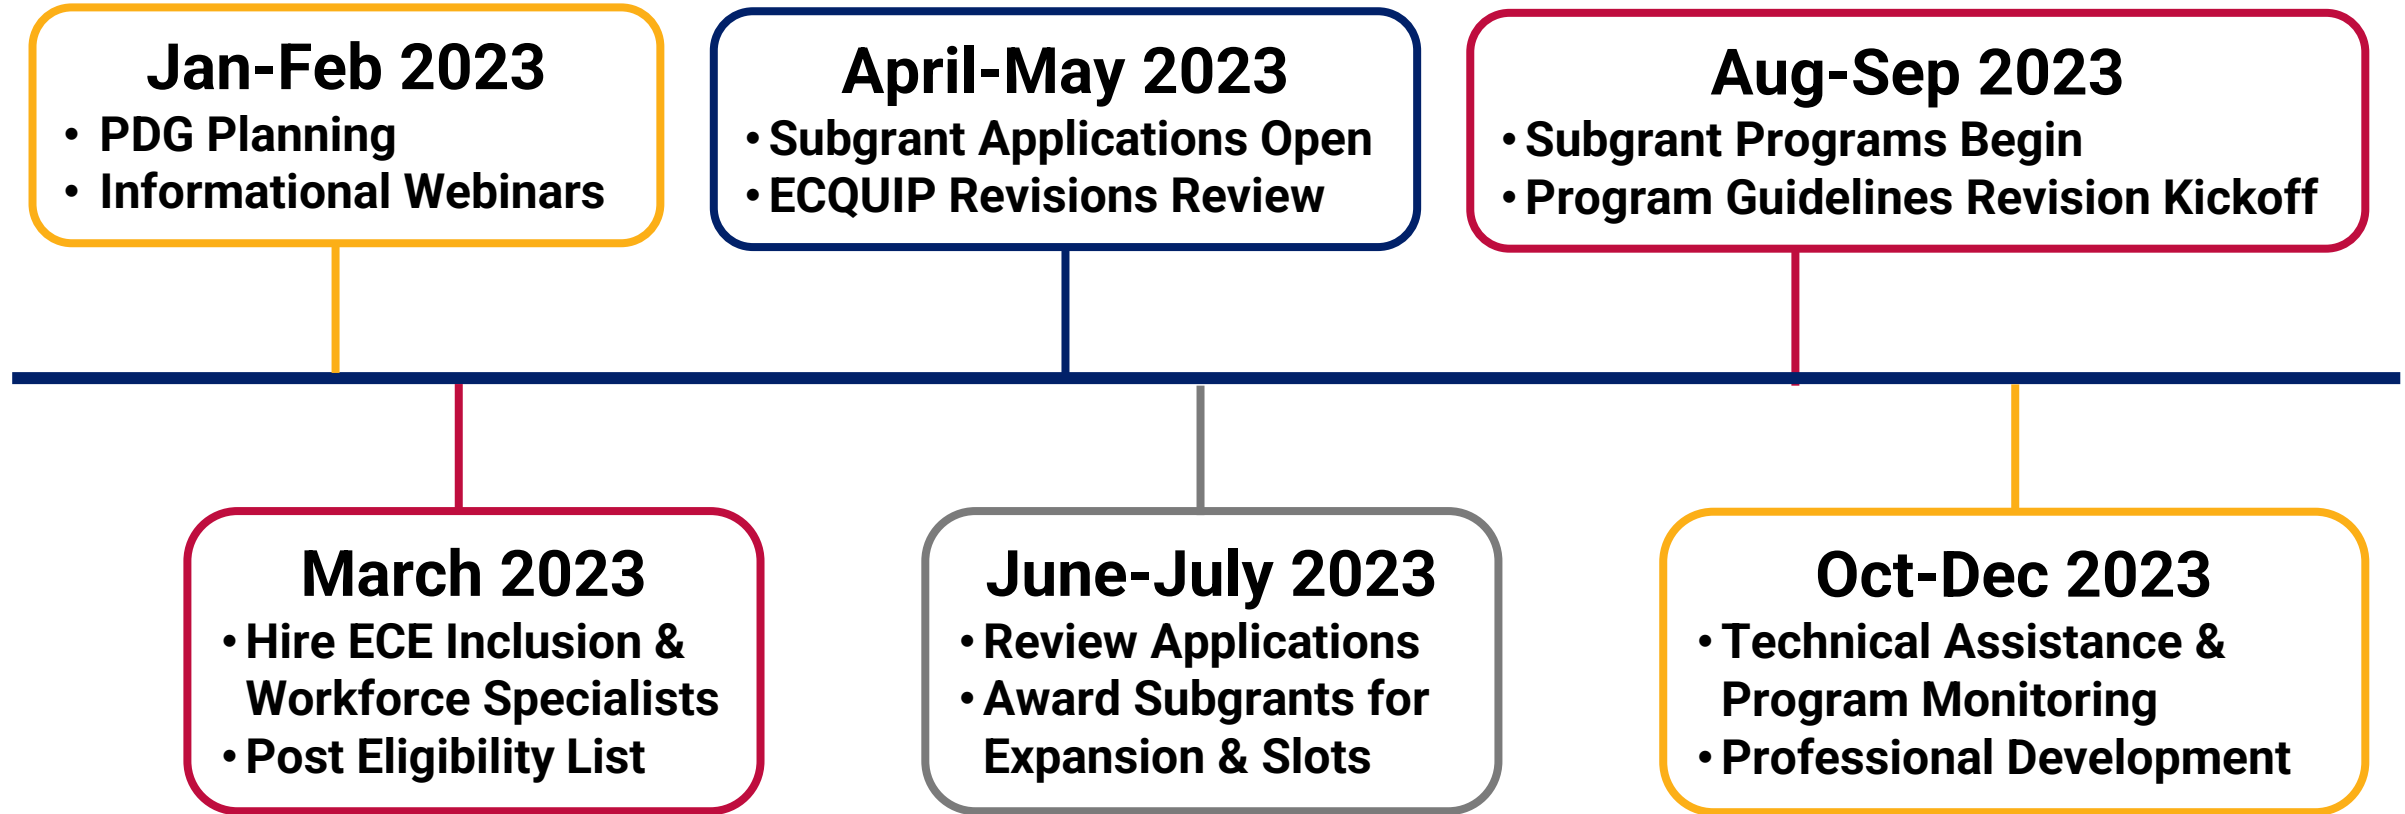 Jan-Feb 2023
• PDG Planning
• Informational Webinars
April-May 2023
• Subgrant Applications Open
• ECQUIP Revisions Review
Aug-Sep 2023
• Subgrant Programs Begin
• Program Guidelines Revision Kickoff
March 2023
• Hire ECE Inclusion &
Workforce Specialists
• Post Eligibility List
June-July 2023
• Review Applications
• Award Subgrants for
Expansion & Slots
Oct-Dec 2023
• Technical Assistance &
Program Monitoring
• Professional Development